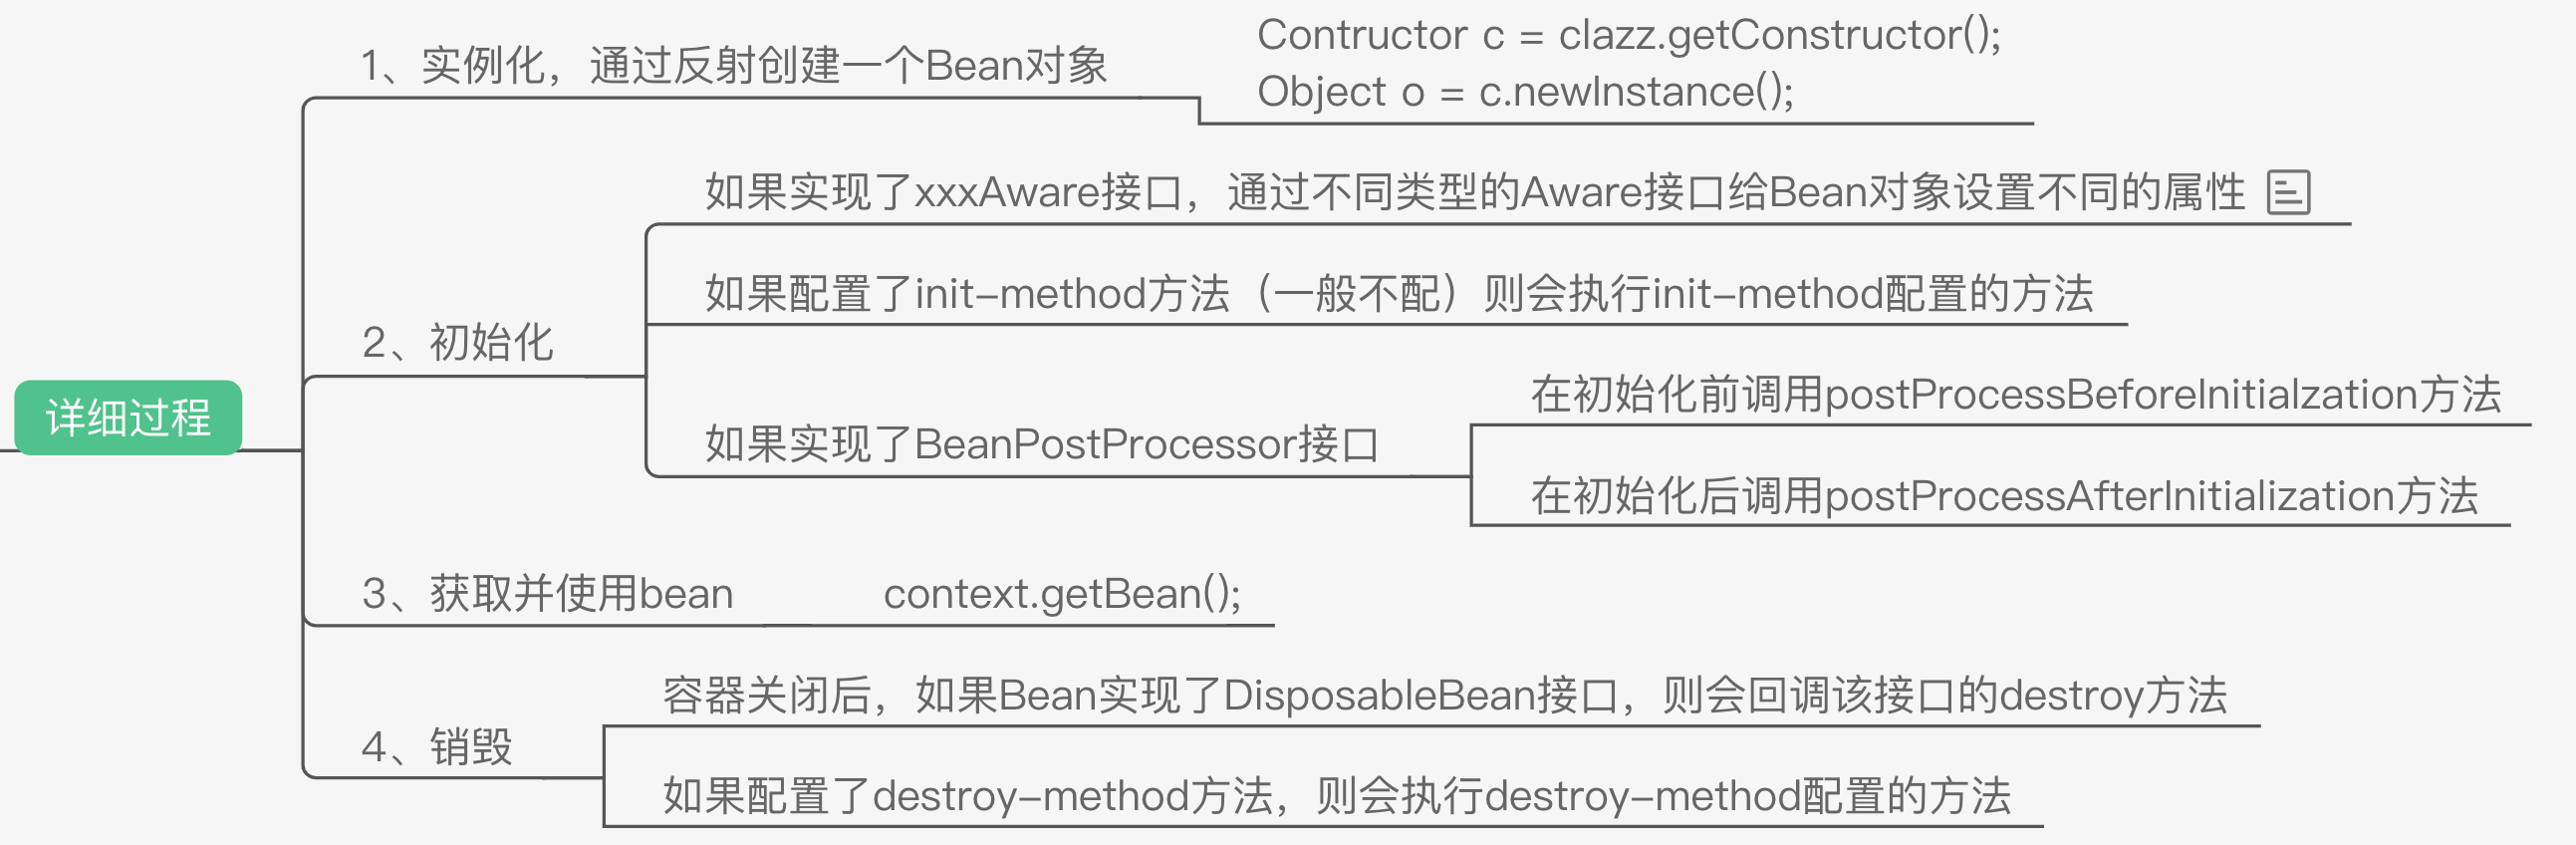 详细过程
1、实例化，通过反射创建一个Bean对象
Contructor c = clazz.getConstructor();
Object o = c.newInstance();
2、初始化
如果实现了xxxAware接口，通过不同类型的Aware接口给Bean对象设置不同的属性
如果配置了init-method方法（一般不配）则会执行init-method配置的方法
如果实现了BeanPostProcessor接口
在初始化前调用postProcessBeforeInitialzation方法
在初始化后调用postProcessAfterInitialization方法
3、获取并使用bean
context.getBean();
4、销毁
容器关闭后，如果Bean实现了DisposableBean接口，则会回调该接口的destroy方法
如果配置了destroy-method方法，则会执行destroy-method配置的方法